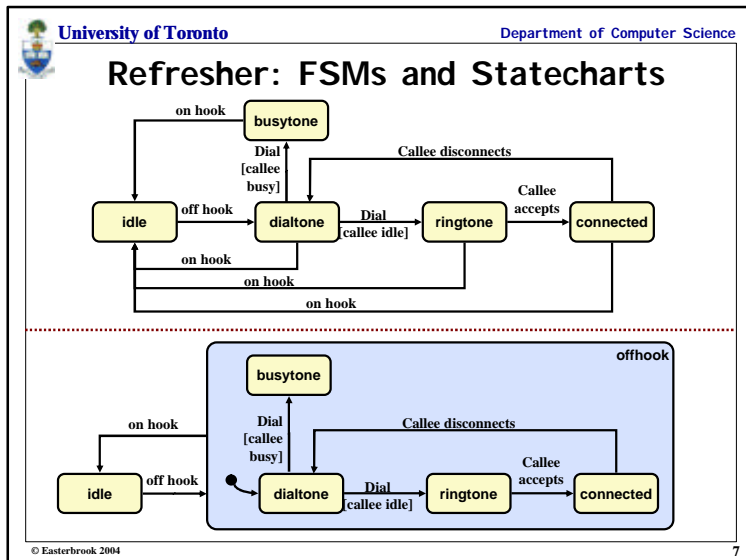 University of Toronto
Department of Computer Science
Refresher: FSMs and Statecharts
on hook
busytone
Dial
[callee
busy]
Callee disconnects
idle
off hook
dialtone
Dial
[callee idle]
ringtone
Callee
accepts
connected
on hook
on hook
on hook
offhook
busytone
on hook
Dial
[callee
busy]
Callee disconnects
idle
off hook
dialtone
Dial
[callee idle]
ringtone
Callee
accepts
connected
© Easterbrook 2004
7